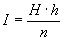 I = H · h / n